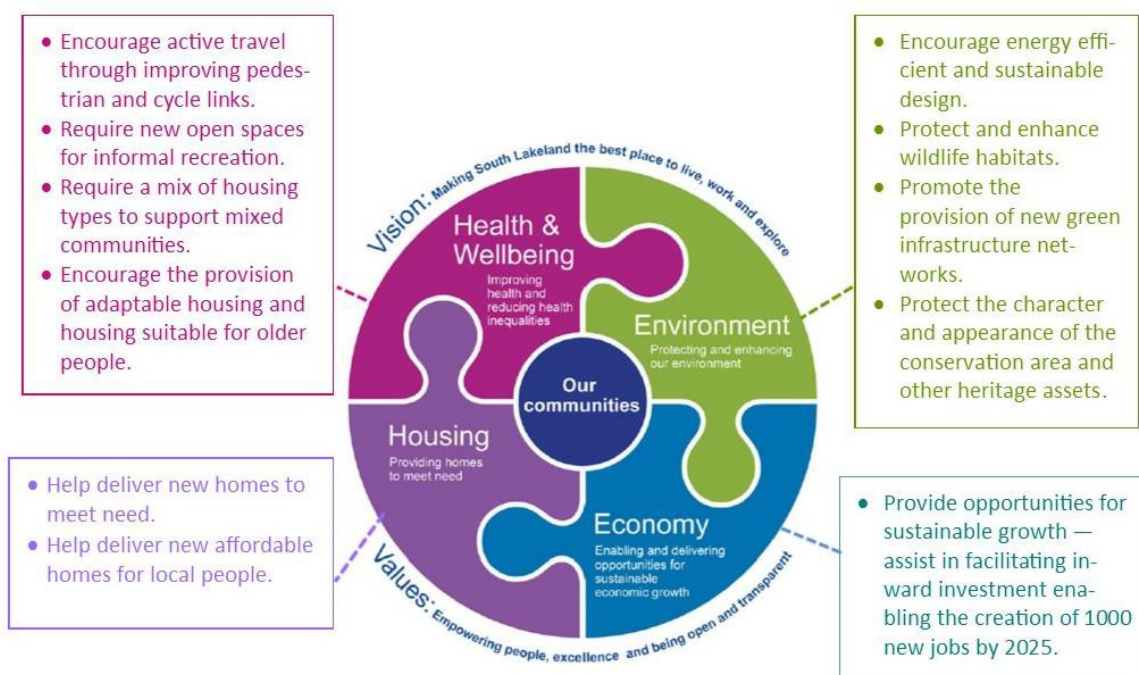 • Encourage active travel
through improving pedes-
trian and cycle links.
• Require new open spaces
for informal recreation.
• Require a mix of housing
types to support mixed
communities.
• Encourage the provision
of adaptable housing and
housing suitable for older
people.
• Encourage energy effi-
cient and sustainable
design.
• Protect and enhance
wildlife habitats.
• Promote the
provision of new green
infrastructure net-
works.
• Protect the character
and appearance of the
conservation area and
other heritage assets.
Vision: Making South Lakeland the best place to live, work and explore
Health &
Wellbeing
Improving
health and
reducing health
inequalities
Environment
Protecting and enhancing
our environment
Our
communities
Housing
Providing homes
to meet need
Economy
Enabling and delivering
opportunities for
sustainable
economic growth
Values: Empowering people, excellence and being open and transparent
• Help deliver new homes to
meet need.
• Help deliver new affordable
homes for local people.
• Provide opportunities for
sustainable growth —
assist in facilitating in-
ward investment ena-
bling the creation of 1000
new jobs by 2025.